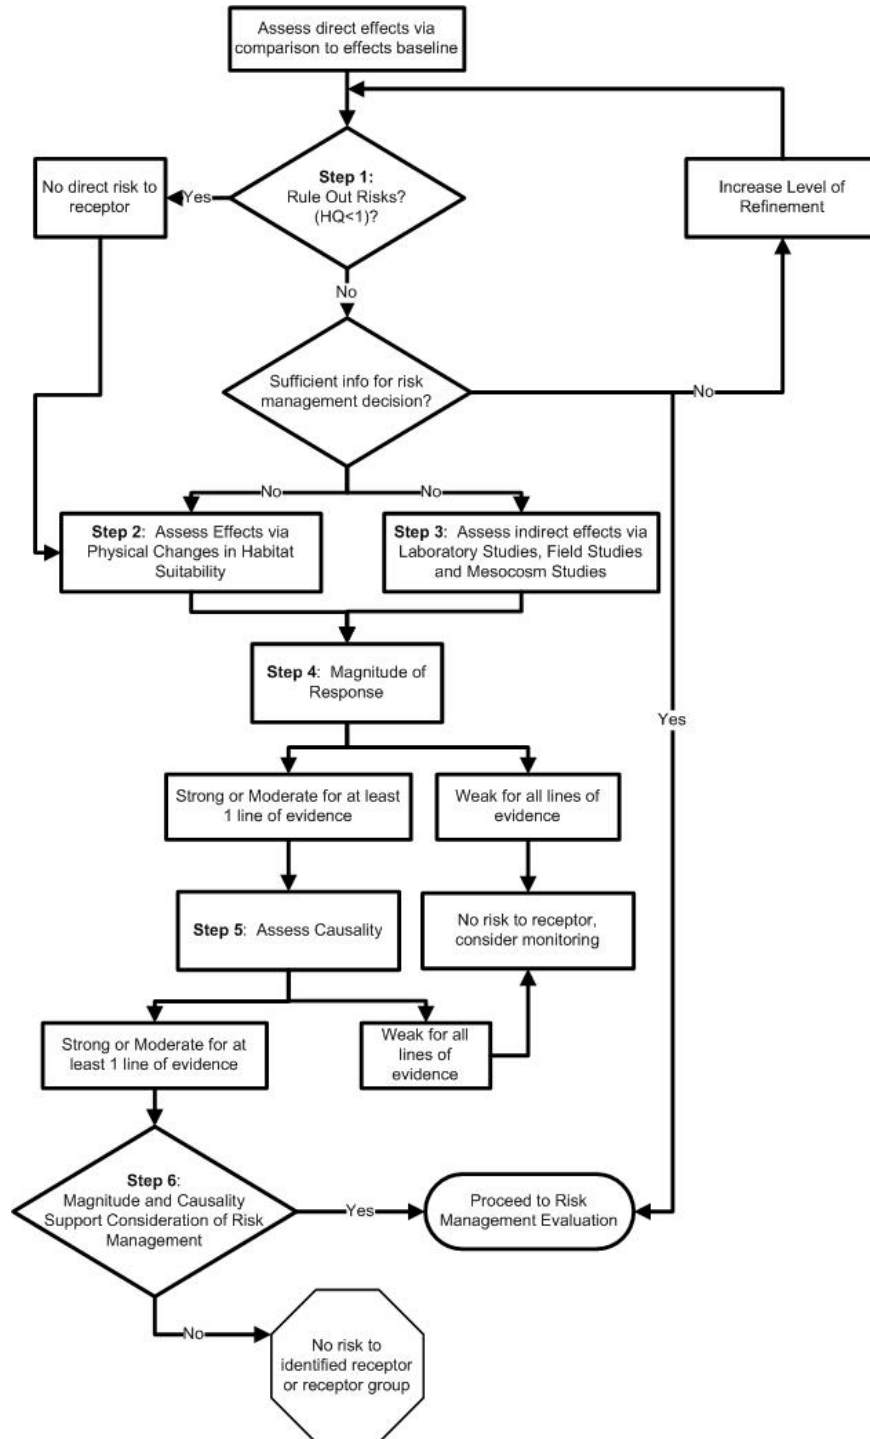 Assess direct effects via
comparison to effects baseline
Step 1:
Rule Out Risks?
(HQ<1)?
Yes
No direct risk to
receptor
Increase Level of
Refinement
No
Sufficient info for risk
management decision?
No
No
No
Step 2: Assess Effects via
Physical Changes in Habitat
Suitability
Step 3: Assess indirect effects via
Laboratory Studies, Field Studies
and Mesocosm Studies
Step 4: Magnitude of
Response
Yes
Strong or Moderate for at least
1 line of evidence
Weak for all lines of
evidence
Step 5: Assess Causality
No risk to receptor,
consider monitoring
Strong or Moderate for at
least 1 line of evidence
Weak for all
lines of
evidence
Step 6:
Magnitude and Causality
Support Consideration of Risk
Management
Yes
Proceed to Risk
Management Evaluation
No
No risk to
identified receptor
or receptor group